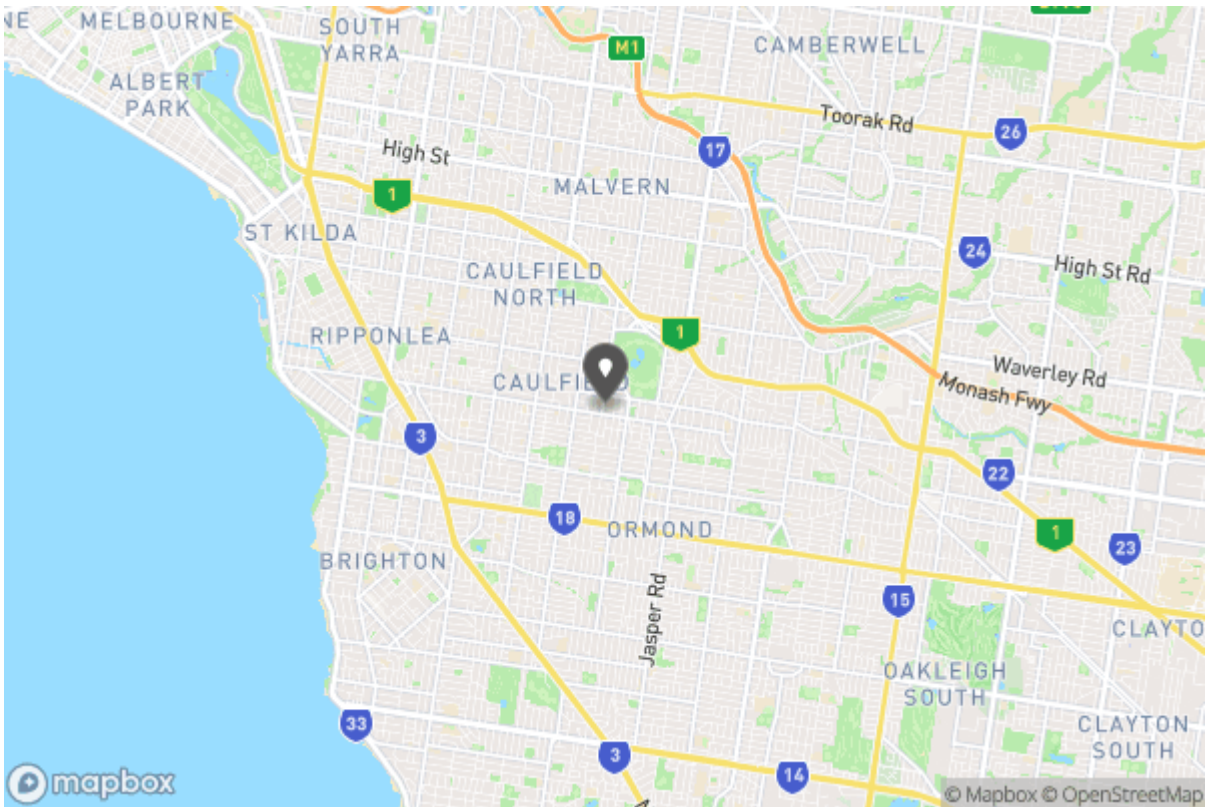 MELBOURNE
SOUTH
YARRA
M1
CAMBERWELL
ALBERT
PARK
Toorak Rd
26
High St
17
1
MALVERN
ST KILDA
24
High St Rd
CAULFIELD
NORTH
RIPPONLEA
1
Waverley Rd
CAULFIELD
Monash Fwy
3
22
18
ORMOND
1
23
BRIGHTON
15
Jasper Rd
CLAYTO
OAKLEIGH
SOUTH
33
CLAYTON
SOUTH
3
14
mapbox
© Mapbox © OpenStreetMap